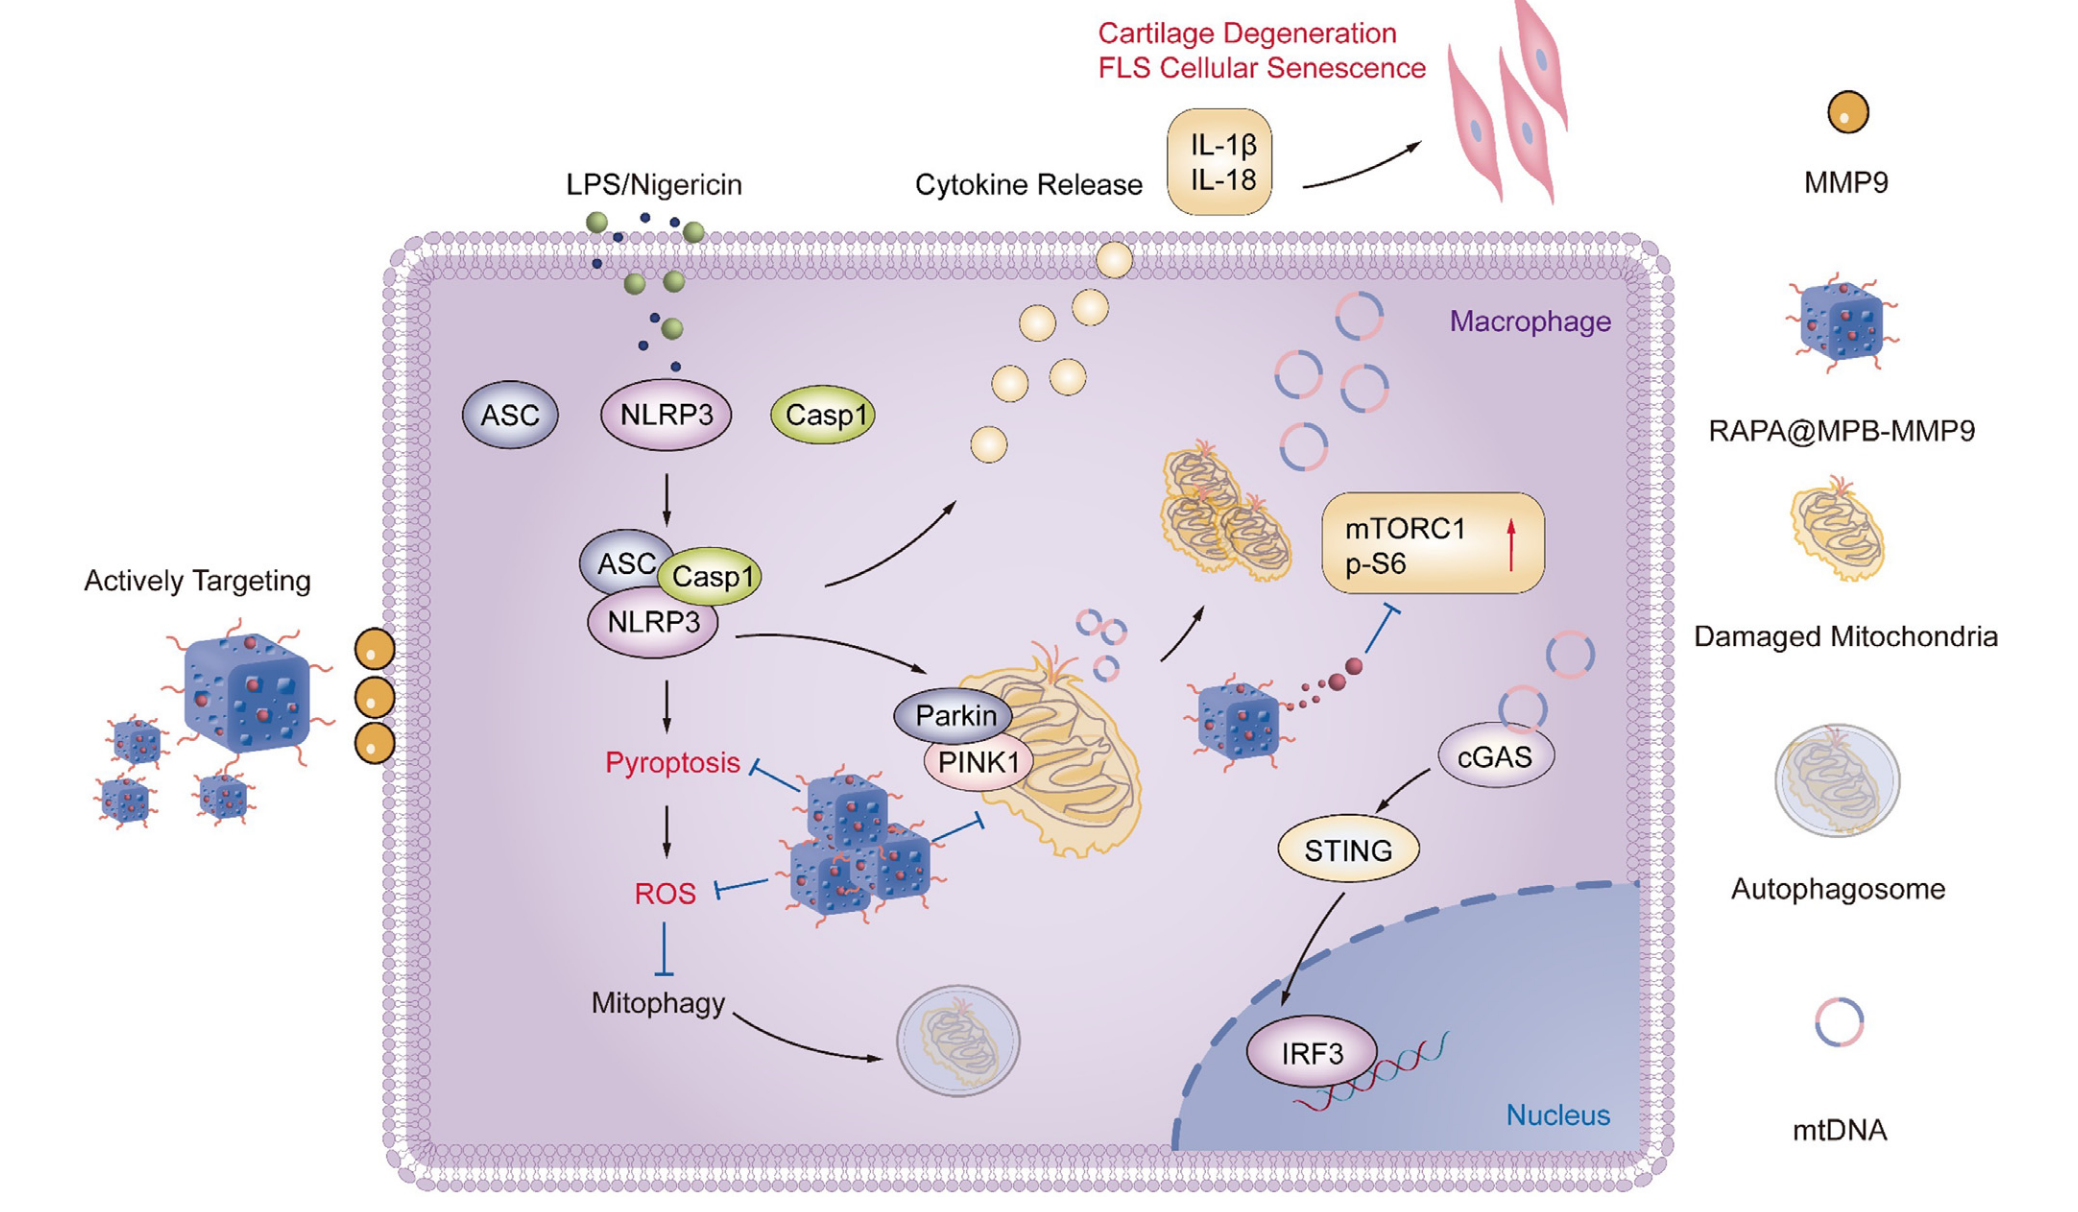 Cartilage Degeneration
FLS Cellular Senescence
IL-1β
IL-18
LPS/Nigericin
Cytokine Release
MMP9
Macrophage
ASC
NLRP3
Casp1
RAPA@MPB-MMP9
mTORC1
p-S6
ASC
Casp1
NLRP3
Actively Targeting
Damaged Mitochondria
Parkin
PINK1
Pyroptosis
cGAS
STING
ROS
Autophagosome
Mitophagy
IRF3
Nucleus
mtDNA